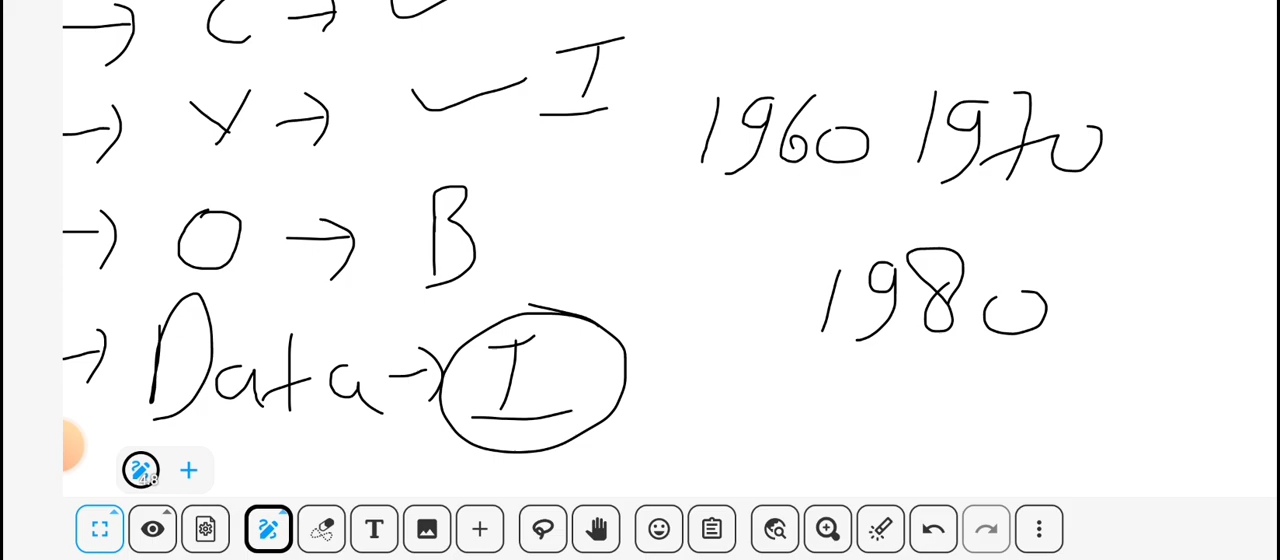 → C → ✓
→ Y → ✓ I
1960 1970
→ O → B
1980
→ Data → I